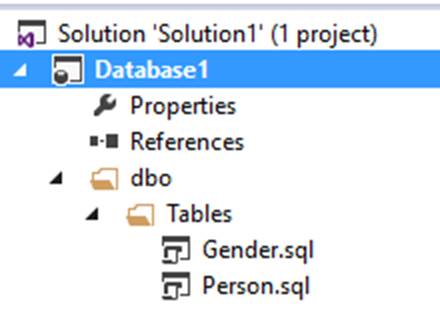 Solution 'Solution1' (1 project)
Database1
Properties
References
dbo
Tables
Gender.sql
Person.sql